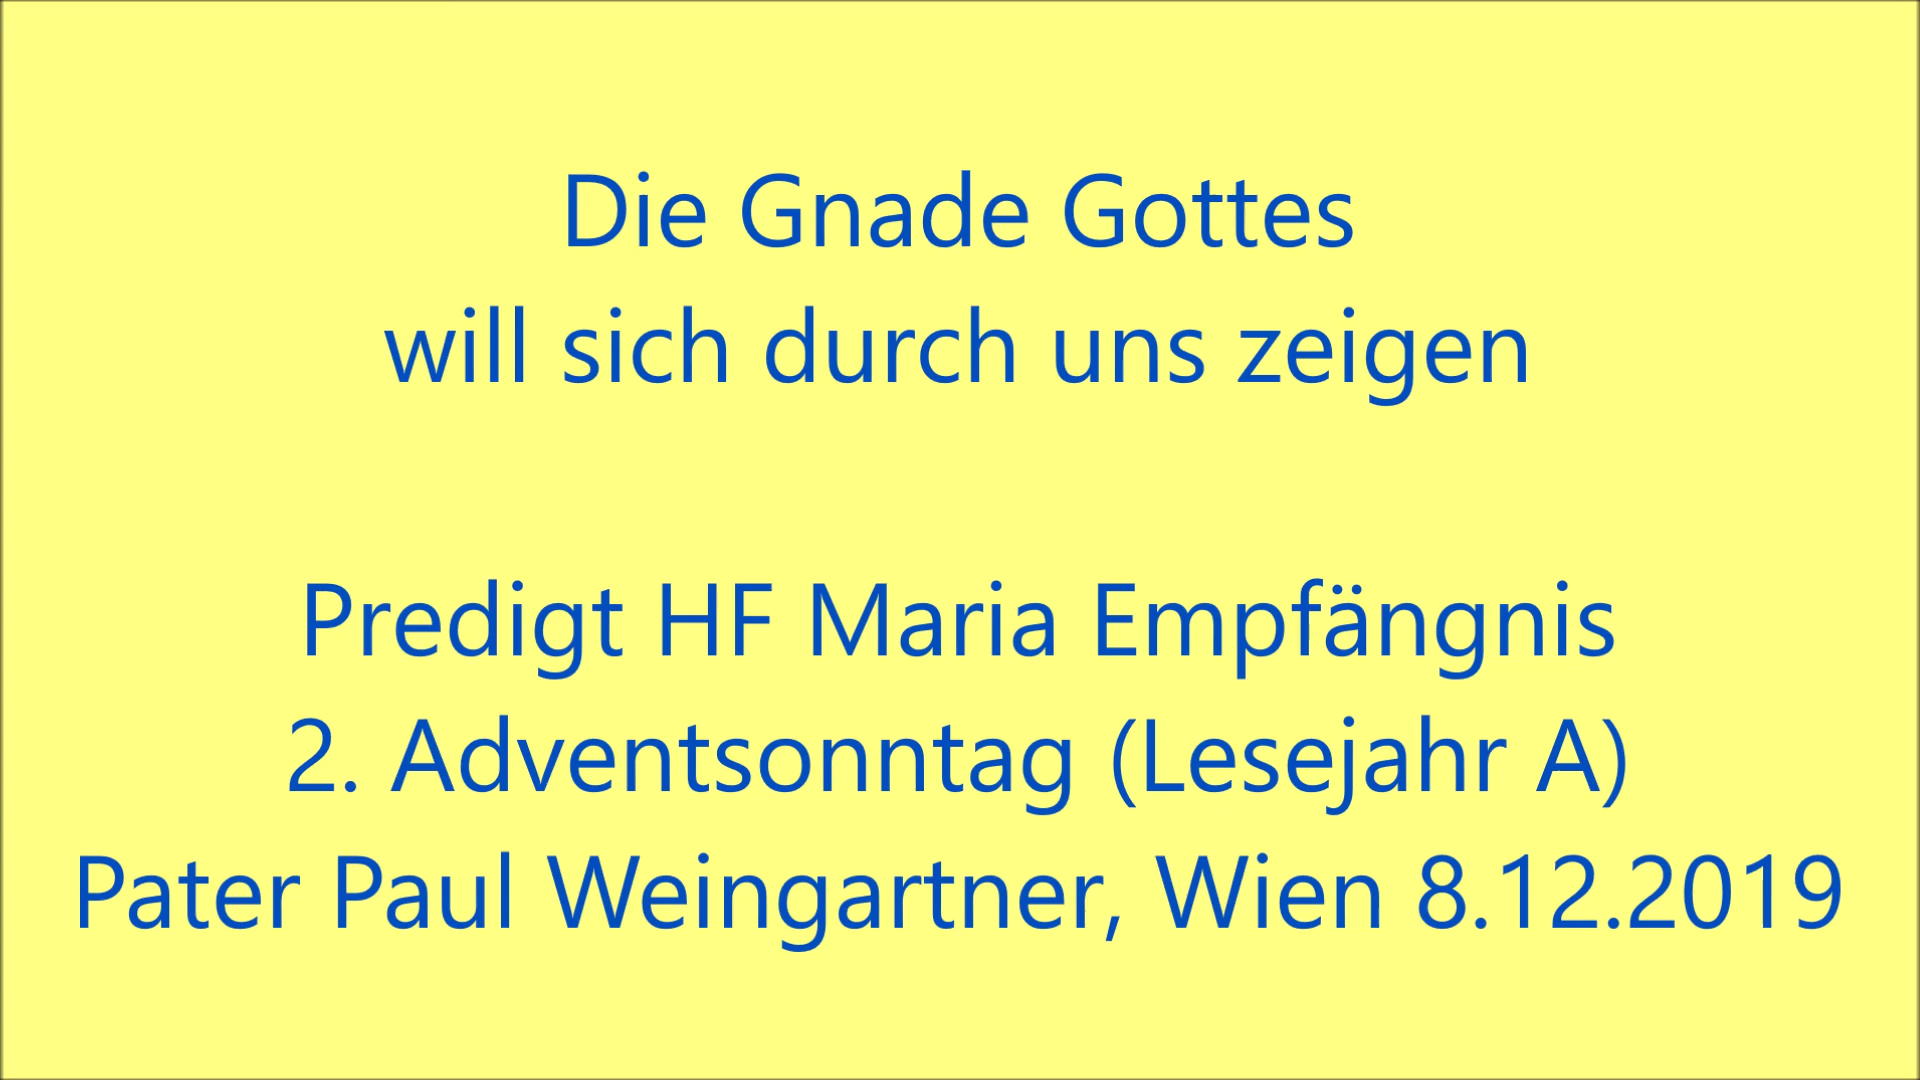 Die Gnade Gottes
will sich durch uns zeigen
Predigt HF Maria Empfängnis
2. Adventsonntag (Lesejahr A)
Pater Paul Weingartner, Wien 8.12.2019